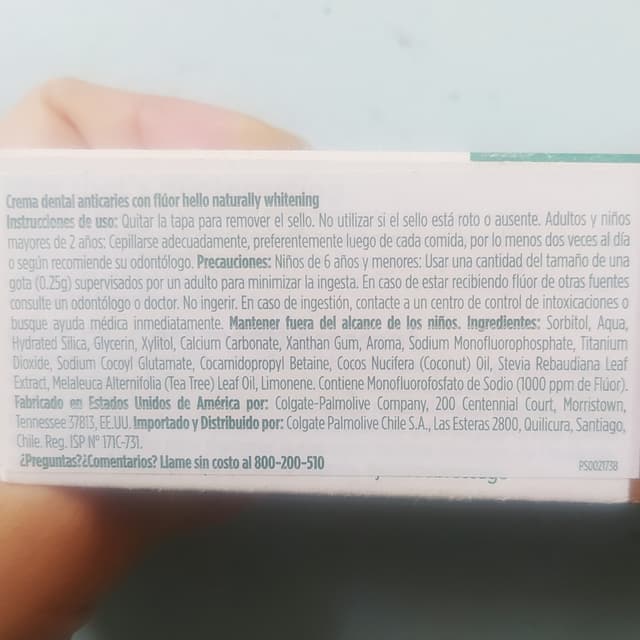 Crema dental anticaries con flúor hello naturally whitening
Instrucciones de uso: Quitar la tapa para remover el sello. No utilizar si el sello está roto o ausente. Adultos y niños
mayores de 2 años: Cepillarse adecuadamente, preferentemente luego de cada comida, por lo menos dos veces al día
o según recomiende su odontólogo. Precauciones: Niños de 6 años y menores: Usar una cantidad del tamaño de una
gota (0.25g) supervisados por un adulto para minimizar la ingesta. En caso de estar recibiendo flúor de otras fuentes
consulte un odontólogo o doctor. No ingerir. En caso de ingestión, contacte a un centro de control de intoxicaciones o
busque ayuda médica inmediatamente. Mantener fuera del alcance de los niños. Ingredientes: Sorbitol, Aqua,
Hydrated Silica, Glycerin, Xylitol, Calcium Carbonate, Xanthan Gum, Aroma, Sodium Monofluorophosphate, Titanium
Dioxide, Sodium Cocoyl Glutamate, Cocamidopropyl Betaine, Cocos Nucifera (Coconut) Oil, Stevia Rebaudiana Leaf
Extract, Melaleuca Alternifolia (Tea Tree) Leaf Oil, Limonene. Contiene Monofluorofosfato de Sodio (1000 ppm de Flúor).
Fabricado en Estados Unidos de América por: Colgate-Palmolive Company, 200 Centennial Court, Morristown,
Tennessee 37813, EE.UU. Importado y Distribuido por: Colgate Palmolive Chile S.A., Las Esteras 2800, Quilicura, Santiago,
Chile. Reg. ISP N° 171C-731.
¿Preguntas?¿Comentarios? Llame sin costo al 800-200-510
PS0021738